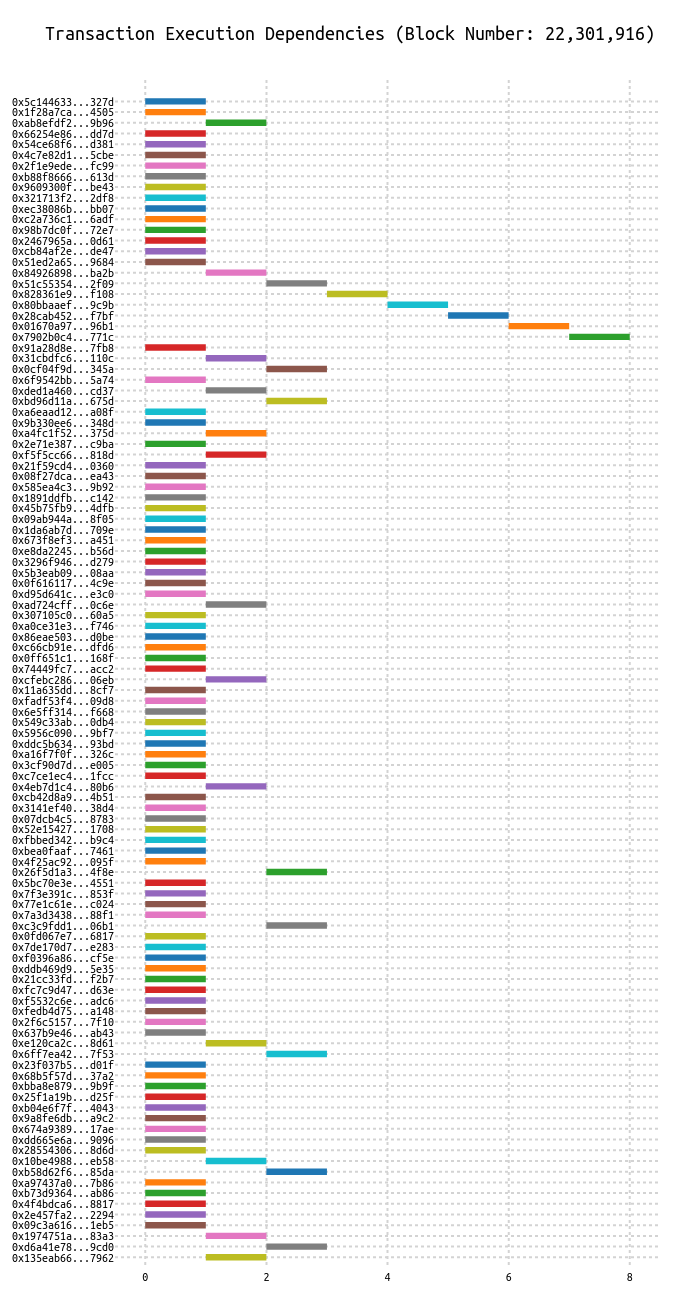 Transaction Execution Dependencies (Block Number: 22,301,916)
0x5c144633...327d
0x1f28a7ca...4505
0xab8efdf2...9b96
0x66254e86...dd7d
0x54ce68f6...d381
0x4c7e82d1...5cbe
0x2f1e9ede...fc99
0xb88f8666...613d
0x9609300f...be43
0x321713f2...2df8
0xec38086b...bb07
0xc2a736c1...6adf
0x98b7dc0f...72e7
0x2467965a...0d61
0xcb84af2e...de47
0x51ed2a65...9684
0x84926898...ba2b
0x51c55354...2f09
0x828361e9...f108
0x80bbaaef...9c9b
0x28cab452...f7bf
0x01670a97...96b1
0x7902b0c4...771c
0x91a28d8e...7fb8
0x31cbdfc6...110c
0x0cf04f9d...345a
0x6f9542bb...5a74
0xded1a460...cd37
0xbd96d11a...675d
0xa6eaad12...a08f
0x9b330ee6...348d
0xa4fc1f52...375d
0x2e71e387...c9ba
0xf5f5cc66...818d
0x21f59cd4...0360
0x08f27dca...ea43
0x585ea4c3...9b92
0x1891ddfb...c142
0x45b75fb9...4dfb
0x09ab944a...8f05
0x1da6ab7d...709e
0x673f8ef3...a451
0xe8da2245...b56d
0x3296f946...d279
0x5b3eab09...08aa
0x0f616117...4c9e
0xd95d641c...e3c0
0xad724cff...0c6e
0x307105c0...60a5
0xa0ce31e3...f746
0x86eae503...d0be
0xc66cb91e...dfd6
0x0ff651c1...168f
0x74449fc7...acc2
0xcfebc286...06eb
0x11a635dd...8cf7
0xfadf53f4...09d8
0x6e5ff314...f668
0x549c33ab...0db4
0x5956c090...9bf7
0xddc5b634...93bd
0xa16f7f0f...326c
0x3cf90d7d...e005
0xc7ce1ec4...1fcc
0x4eb7d1c4...80b6
0xcb42d8a9...4b51
0x3141ef40...38d4
0x07dcb4c5...8783
0x52e15427...1708
0xfbbed342...b9c4
0xbea0faaf...7461
0x4f25ac92...095f
0x26f5d1a3...4f8e
0x5bc70e3e...4551
0x7f3e391c...853f
0x77e1c61e...c024
0x7a3d3438...88f1
0xc3c9fdd1...06b1
0x0fd067e7...6817
0x7de170d7...e283
0xf0396a86...cf5e
0xddb469d9...5e35
0x21cc33fd...f2b7
0xfc7c9d47...d63e
0xf5532c6e...adc6
0xfedb4d75...a148
0x2f6c5157...7f10
0x637b9e46...ab43
0xe120ca2c...8d61
0x6ff7ea42...7f53
0x23f037b5...d01f
0x68b5f57d...37a2
0xbba8e879...9b9f
0x25f1a19b...d25f
0xb04e6f7f...4043
0x9a8fe6db...a9c2
0x674a9389...17ae
0xdd665e6a...9096
0x28554306...8d6d
0x10be4988...eb58
0xb58d62f6...85da
0xa97437a0...7b86
0xb73d9364...ab86
0x4f4bdca6...8817
0x2e457fa2...2294
0x09c3a616...1eb5
0x1974751a...83a3
0xd6a41e78...9cd0
0x135eab66...7962
0 2 4 6 8